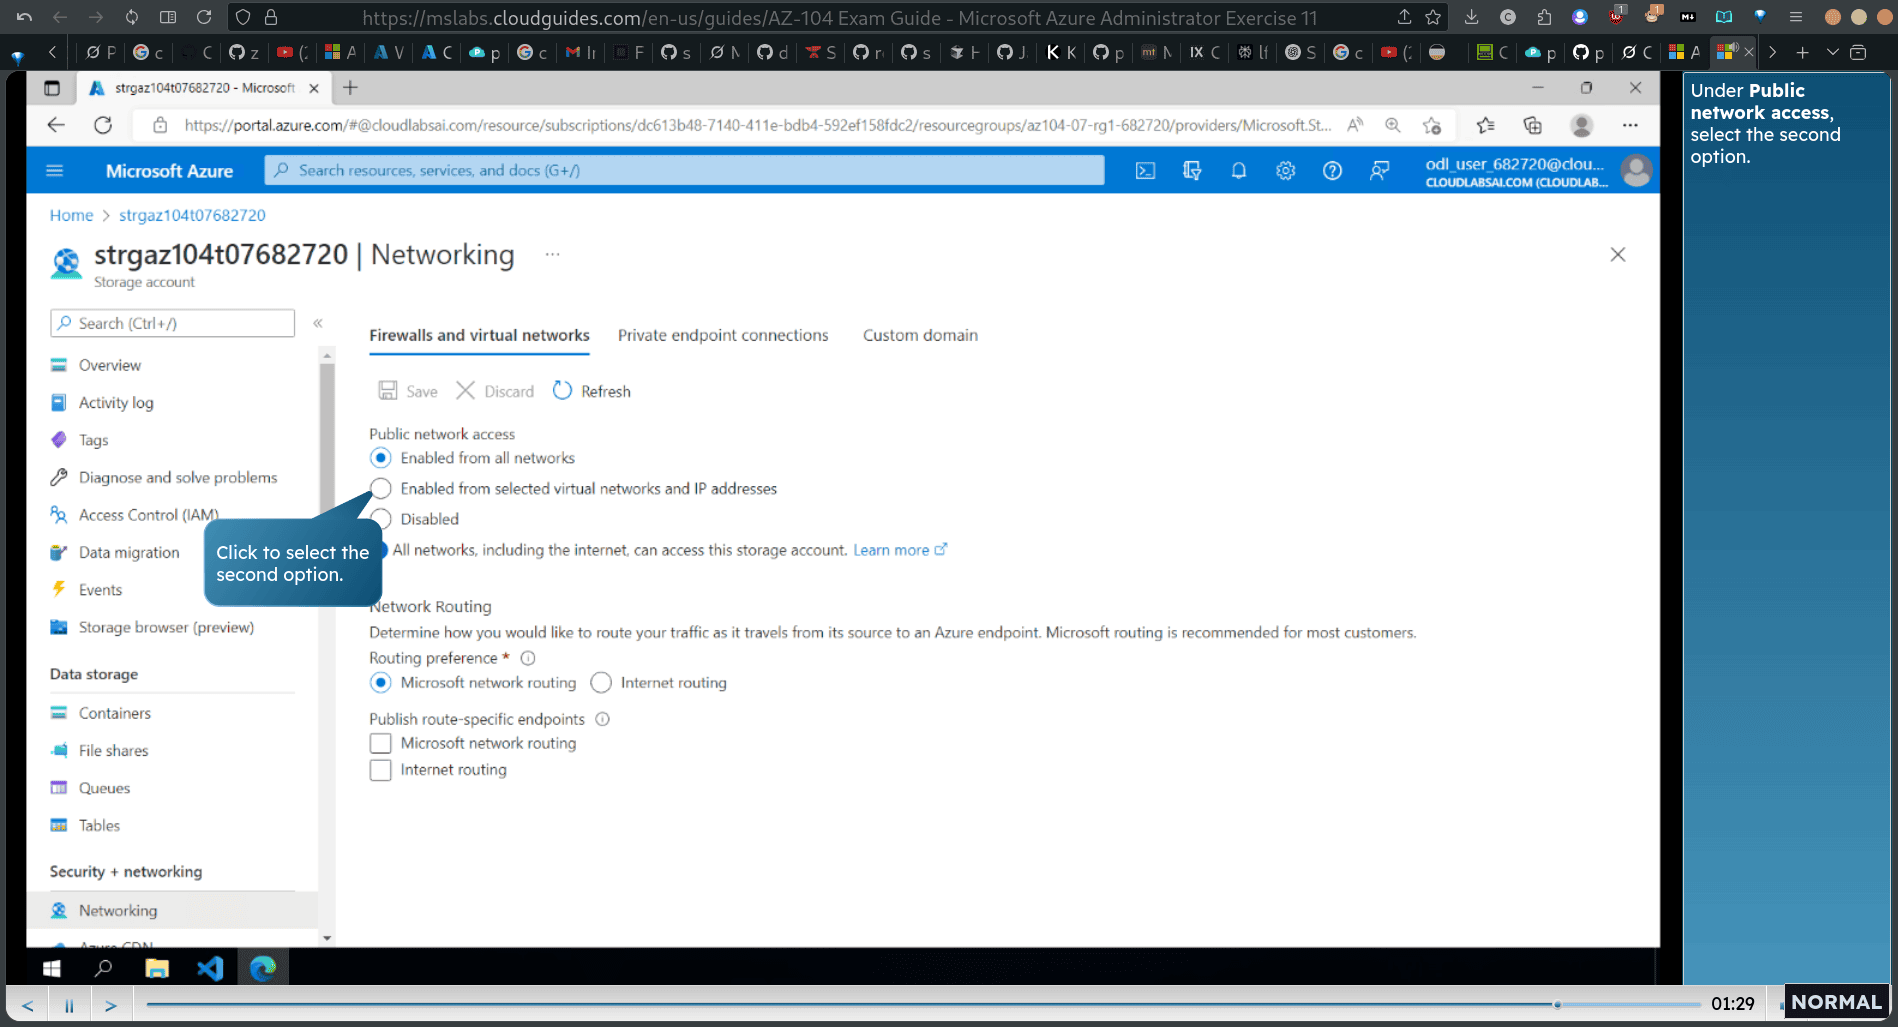 https://mslabs.cloudguides.com/en-us/guides/AZ-104 Exam Guide - Microsoft Azure Administrator Exercise 11
strgaz104t07682720 - Microsoft
https://portal.azure.com/#@cloudlabsai.com/resource/subscriptions/dc613b48-7140-411e-bdb4-592ef158fdc2/resourcegroups/az104-07-rg1-682720/providers/Microsoft.St...
Microsoft Azure
Search resources, services, and docs (G+/)
odl_user_682720@clou...
CLOUDLABSAI.COM (CLOUDLAB...
Home > strgaz104t07682720
strgaz104t07682720 | Networking ...
Storage account
Search (Ctrl+/)
«
Overview
Activity log
Tags
Diagnose and solve problems
Access Control (IAM)
Data migration
Events
Storage browser (preview)
Data storage
Containers
File shares
Queues
Tables
Security + networking
Networking
Azure CDN
Firewalls and virtual networks
Private endpoint connections
Custom domain
Save
Discard
Refresh
Public network access
Enabled from all networks
Enabled from selected virtual networks and IP addresses
Disabled
All networks, including the internet, can access this storage account. Learn more
Click to select the
second option.
Network Routing
Determine how you would like to route your traffic as it travels from its source to an Azure endpoint. Microsoft routing is recommended for most customers.
Routing preference *
Microsoft network routing
Internet routing
Publish route-specific endpoints
Microsoft network routing
Internet routing
Under Public
network access,
select the second
option.
01:29
NORMAL